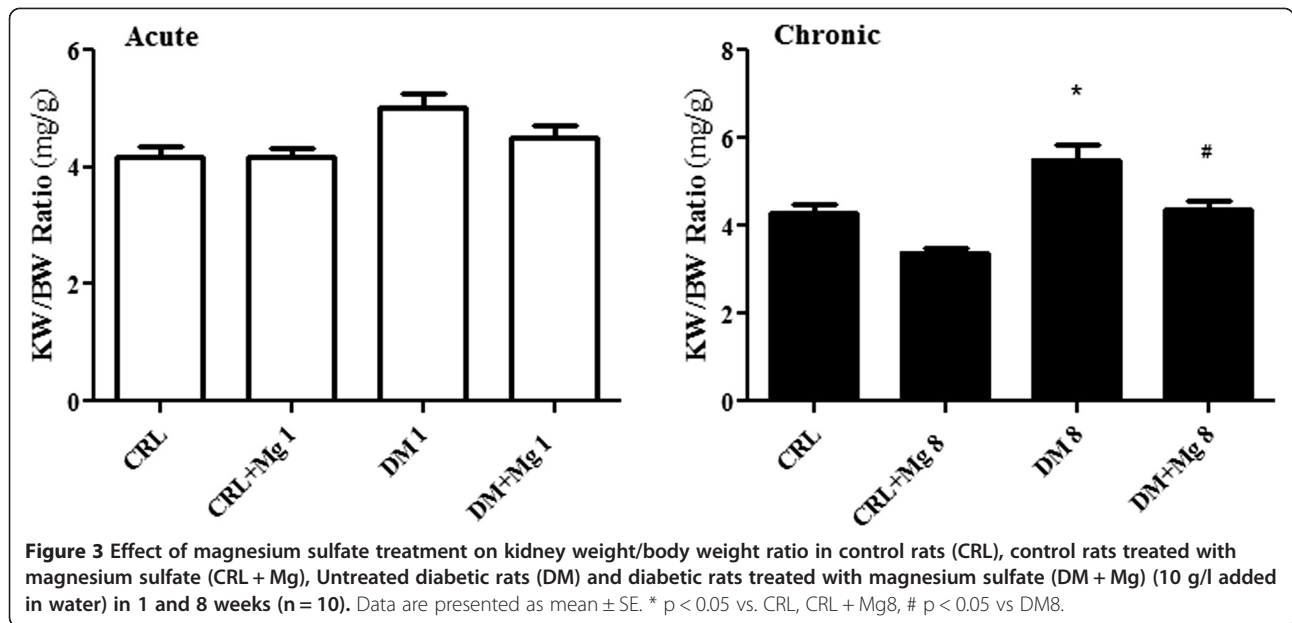 Acute
KW/BW Ratio (mg/g)
6
4
2
0
CRL
CRL+Mg 1
DM 1
DM+Mg 1
Chronic
KW/BW Ratio (mg/g)
8
6
4
2
0
*
#
CRL
CRL+Mg 8
DM 8
DM+Mg 8
Figure 3 Effect of magnesium sulfate treatment on kidney weight/body weight ratio in control rats (CRL), control rats treated with
magnesium sulfate (CRL + Mg), Untreated diabetic rats (DM) and diabetic rats treated with magnesium sulfate (DM + Mg) (10 g/l added
in water) in 1 and 8 weeks (n = 10). Data are presented as mean ± SE. * p < 0.05 vs. CRL, CRL + Mg8, # p < 0.05 vs DM8.